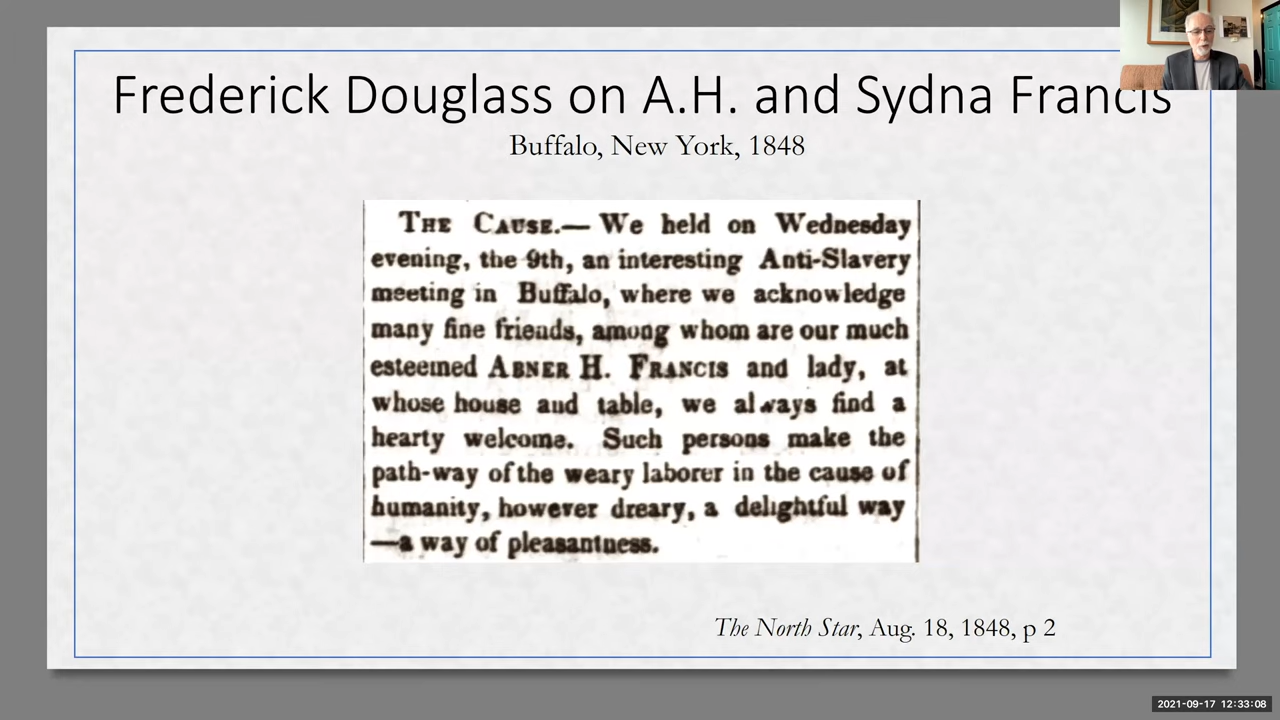 Frederick Douglass on A.H. and Sydna Francis
Buffalo, New York, 1848
THE CAUSE.— We held on Wednesday
evening, the 9th, an interesting Anti-Slavery
meeting in Buffalo, where we acknowledge
many fine friends, among whom are our much
esteemed ABNER H. FRANCIS and lady, at
whose house and table, we always find a
hearty welcome. Such persons make the
path-way of the weary laborer in the cause of
humanity, however dreary, a delightful way
—a way of pleasantness.
The North Star, Aug. 18, 1848, p 2
2021-09-17 12:33:08